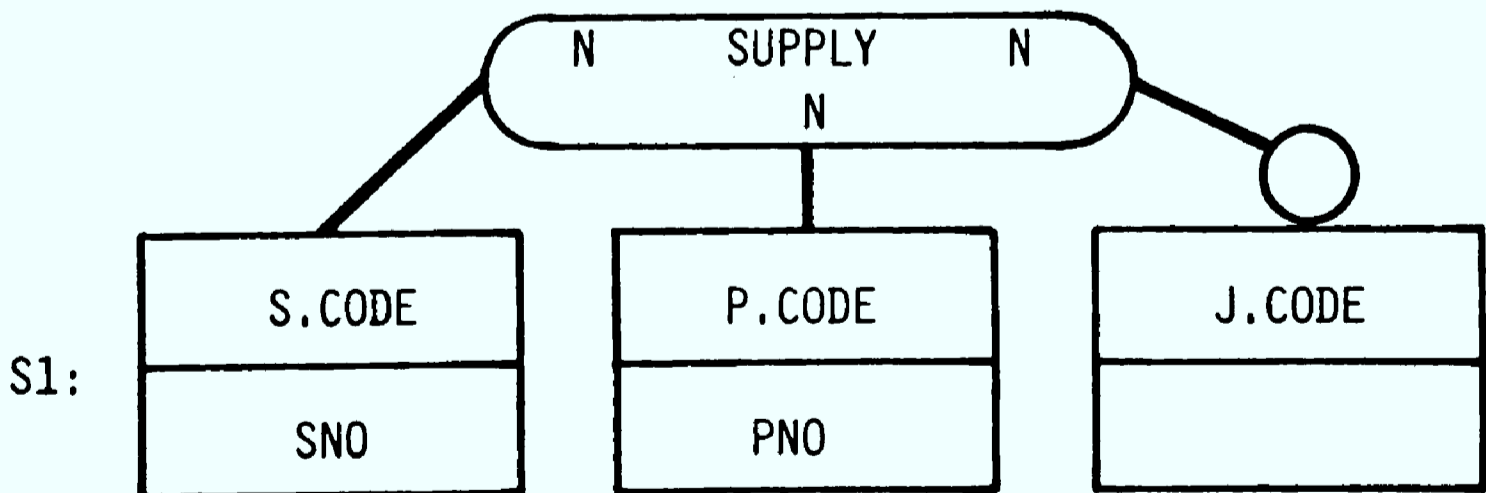 N SUPPLY N
N
S.CODE P.CODE J.CODE
S1:
SNO PNO